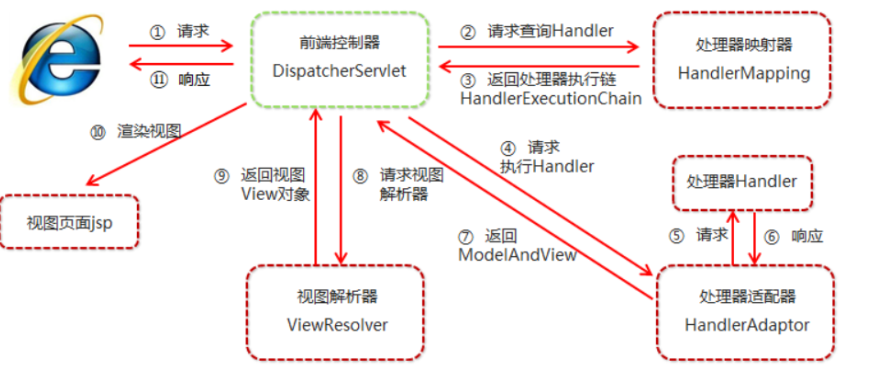 ① 请求
⑪ 响应
前端控制器
DispatcherServlet
② 请求查询Handler
③ 返回处理器执行链
HandlerExecutionChain
处理器映射器
HandlerMapping
⑩ 渲染视图
⑨ 返回视图
View对象
⑧ 请求视图
解析器
④ 请求
执行Handler
处理器Handler
视图页面jsp
⑦ 返回
ModelAndView
⑤ 请求
⑥ 响应
视图解析器
ViewResolver
处理器适配器
HandlerAdaptor